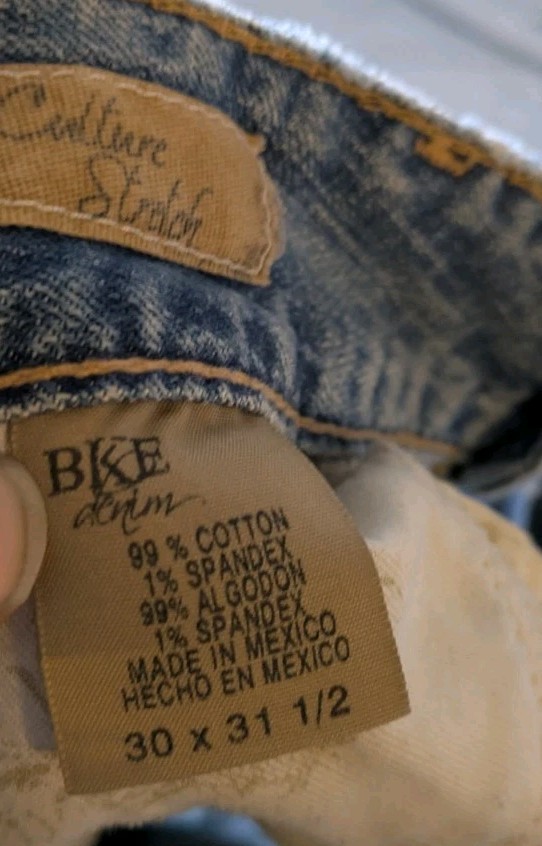 Culture
Stretch
BKE
denim
99 % COTTON
1% SPANDEX
99% ALGODON
1% SPANDEX
MADE IN MEXICO
HECHO EN MEXICO
30 x 31 1/2